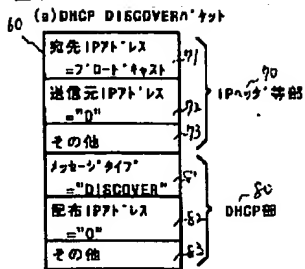 (a)DHCP DISCOVERパケット
60
宛先IPアドレス
=ブロードキャスト
71
送信元IPアドレス
="0"
72
その他
73
IPヘッダ等部
70
メッセージタイプ
="DISCOVER"
81
配布IPアドレス
="0"
82
その他
83
DHCP部
80